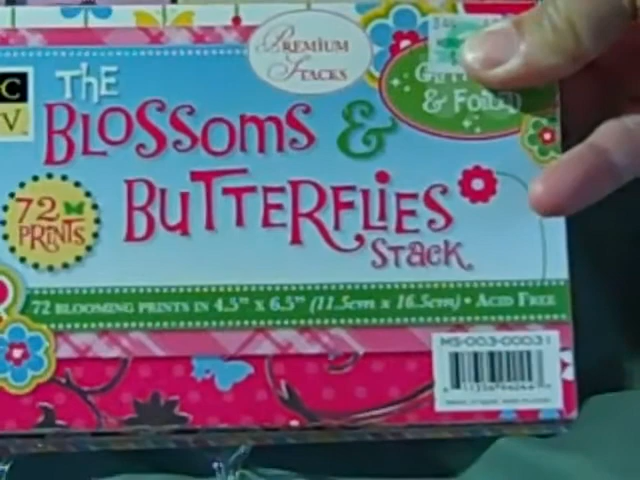 PREMIUM
STACKS
C
V
& FOILED
THE
BLOSSOMS &
BUTTERFLIES
STACK
72
PRINTS
72 BLOOMING PRINTS IN 4.5" X 6.5" (11.5cm x 16.5cm) • ACID FREE
MS-003-00031